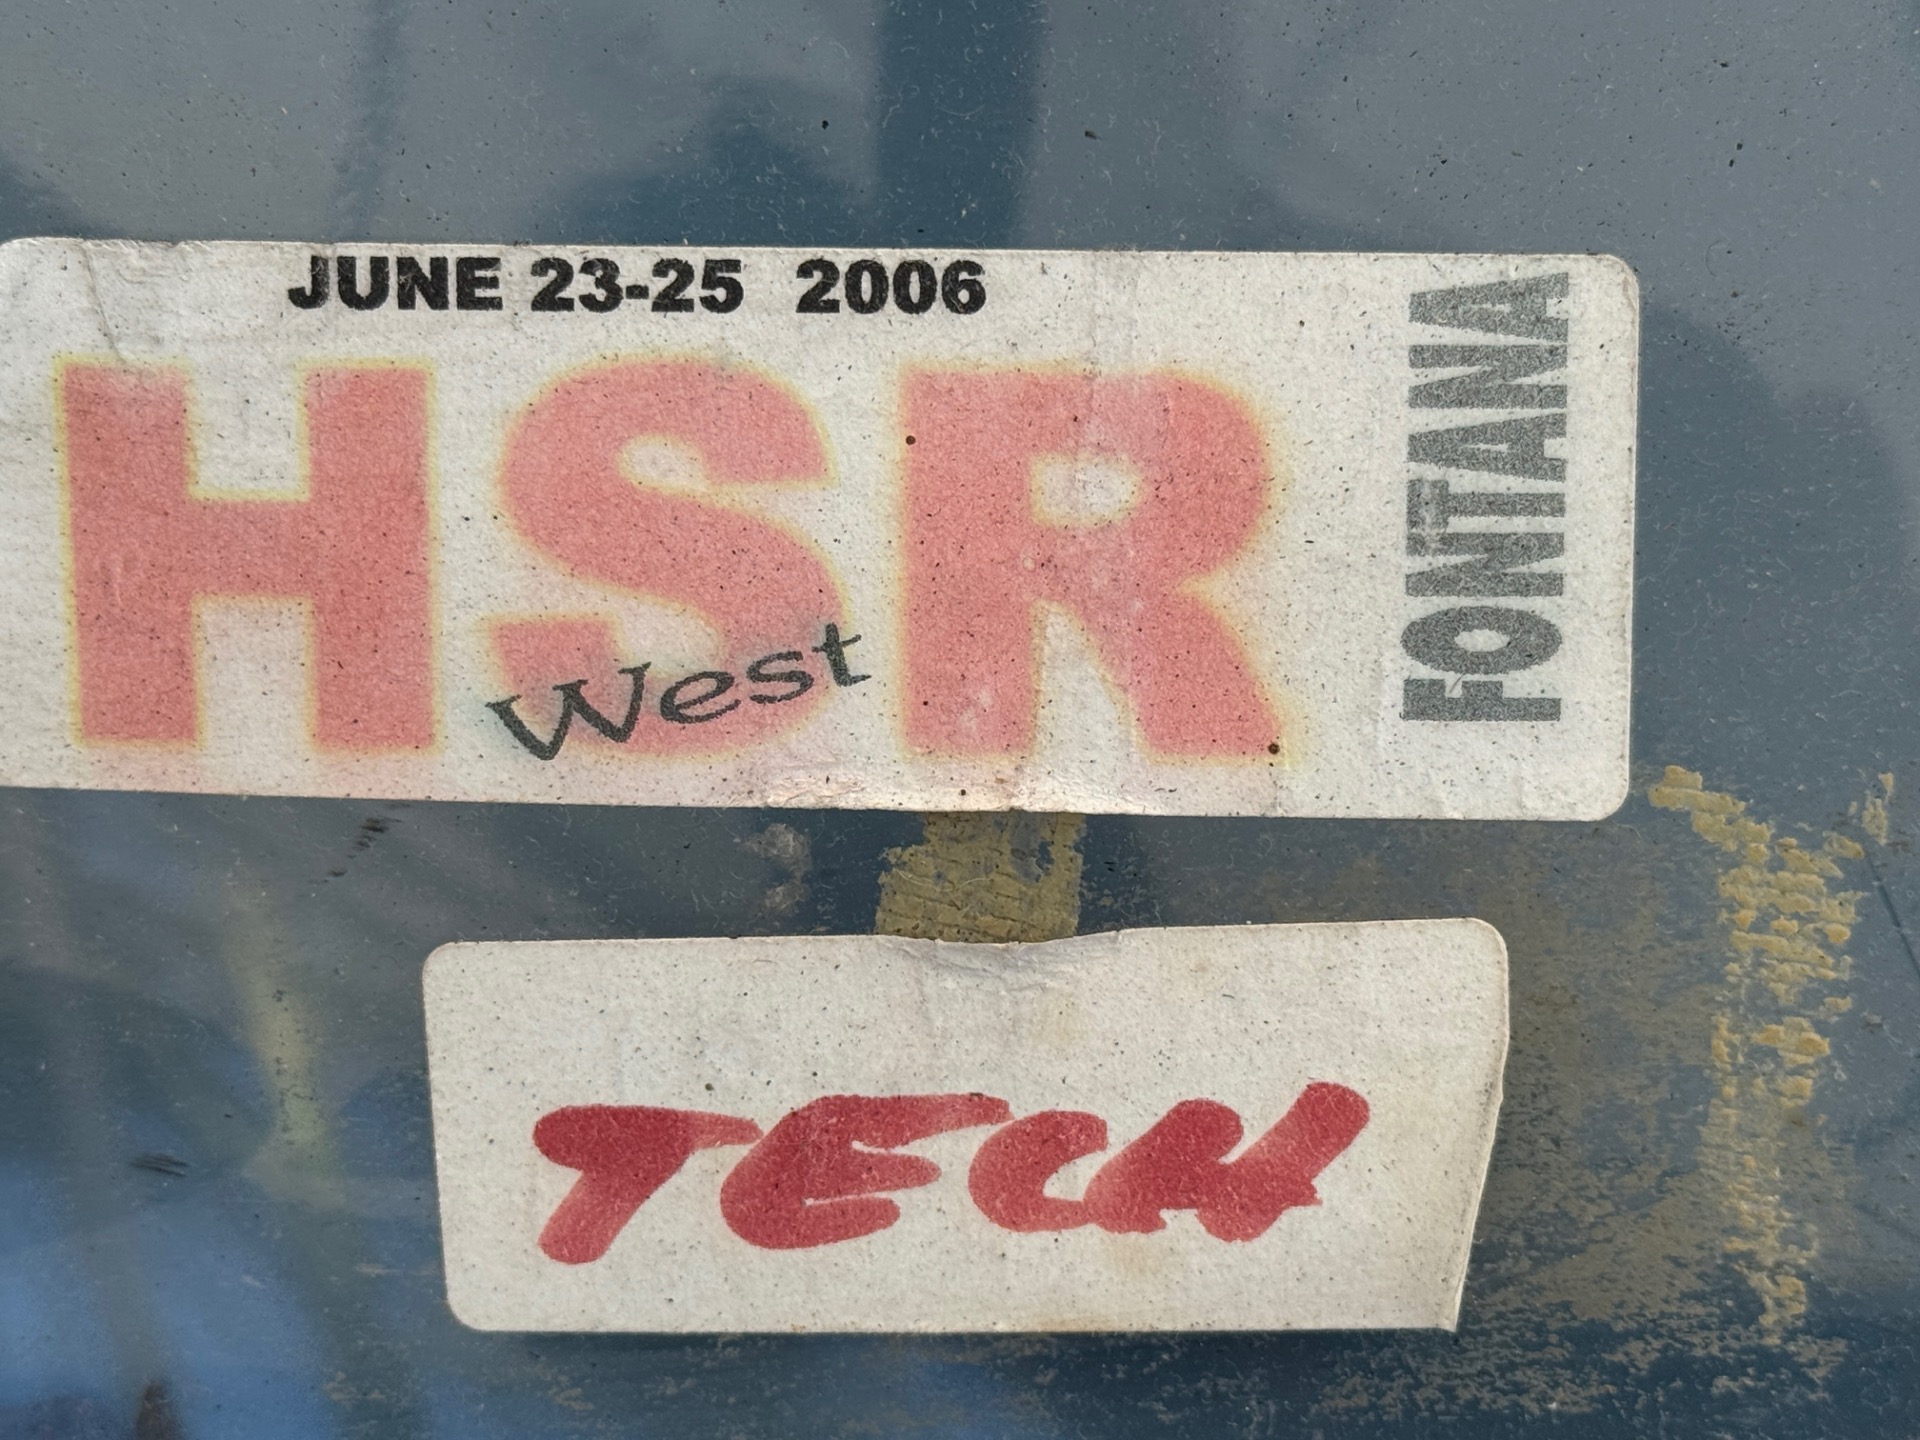 JUNE 23-25 2006
HSR
West
FONTANA
TECH